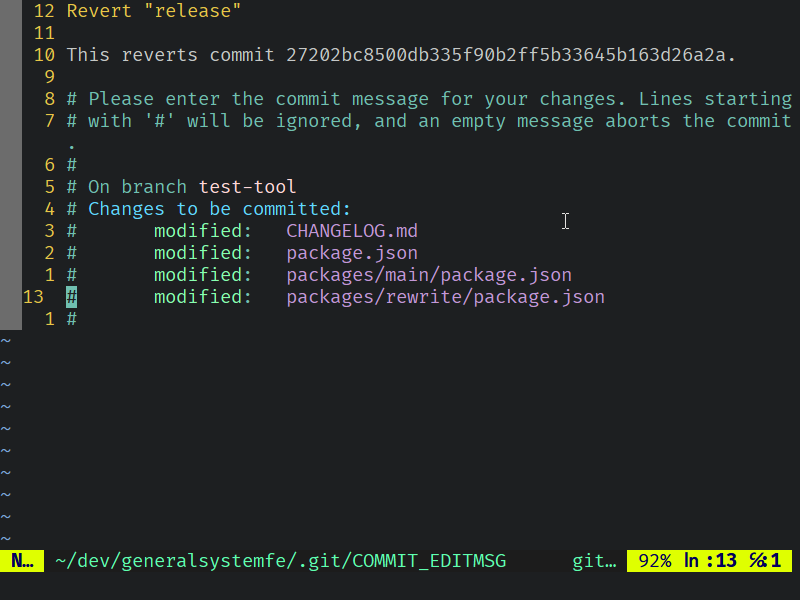 12 Revert "release"
11
10 This reverts commit 27202bc8500db335f90b2ff5b33645b163d26a2a.
9
8 # Please enter the commit message for your changes. Lines starting
7 # with '#' will be ignored, and an empty message aborts the commit
.
6 #
5 # On branch test-tool
4 # Changes to be committed:
3 # modified: CHANGELOG.md
2 # modified: package.json
1 # modified: packages/main/package.json
13 # modified: packages/rewrite/package.json
1 #
~
~
~
~
~
~
~
~
~
~
N… ~/dev/generalsystemfe/.git/COMMIT_EDITMSG git… 92% ln :13 ℅:1